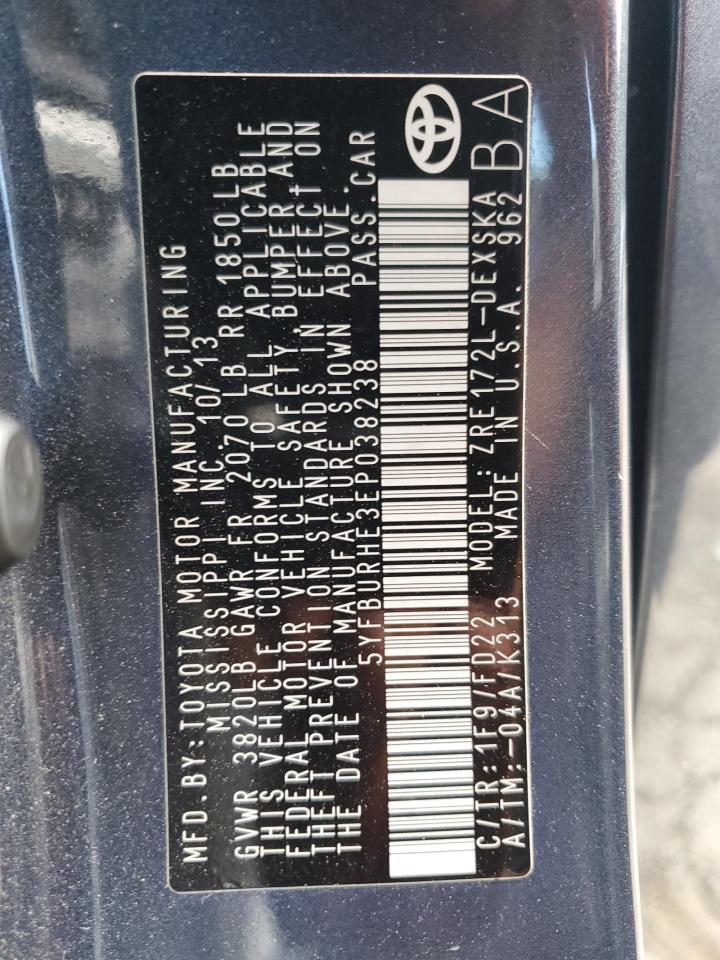 MFD.BY:TOYOTA MOTOR MANUFACTURING
MISSISSIPPI INC. 10/13
GVWR 3820LB GAWR FR 2070 LB RR 1850 LB
THIS VEHICLE CONFORMS TO ALL APPLICABLE
FEDERAL MOTOR VEHICLE SAFETY,BUMPER,AND
THEFT PREVENTION STANDARDS IN EFFECT ON
THE DATE OF MANUFACTURE SHOWN ABOVE.
5YFBURHE3EP038238 PASS.CAR
C/TR:1F9/FD22 MODEL:ZRE172L-DEXSKA
A/TM:-04A/K313 MADE IN U.S.A. 962
BA